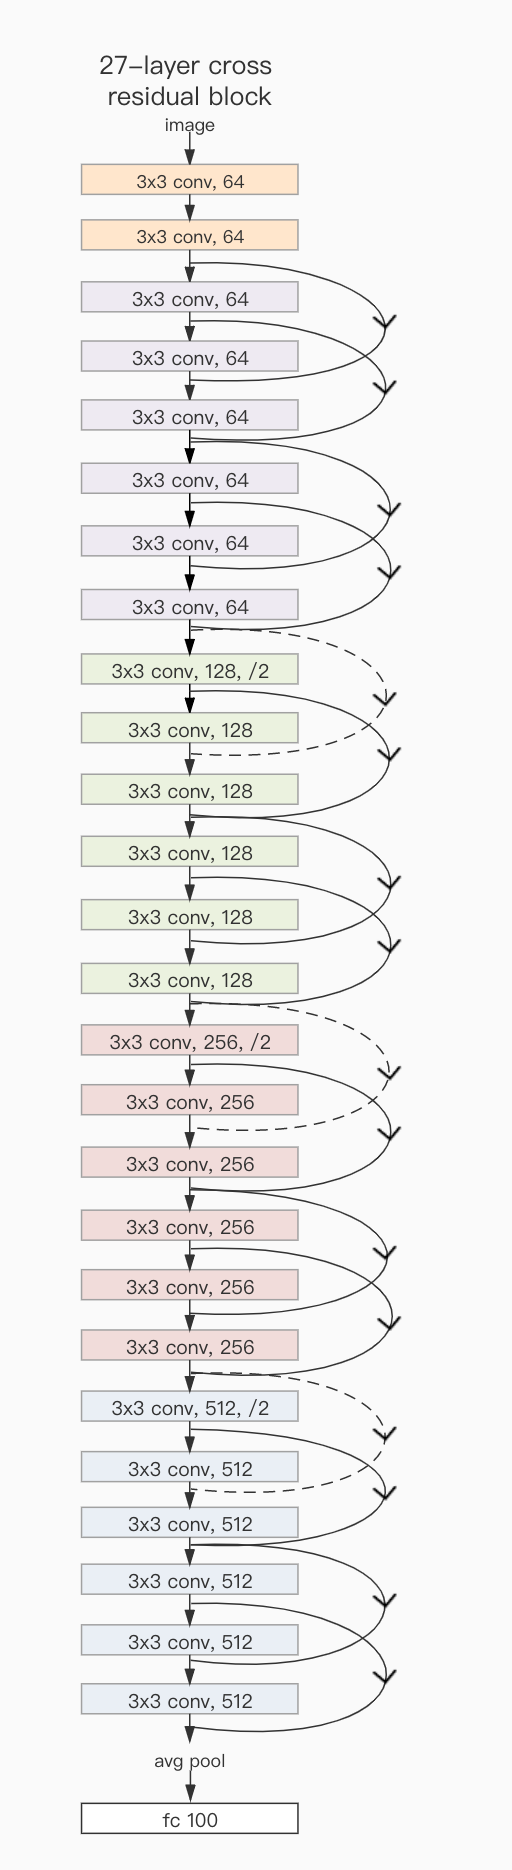 27-layer cross
residual block
image
3x3 conv, 64
3x3 conv, 64
3x3 conv, 64
3x3 conv, 64
3x3 conv, 64
3x3 conv, 64
3x3 conv, 64
3x3 conv, 64
3x3 conv, 128, /2
3x3 conv, 128
3x3 conv, 128
3x3 conv, 128
3x3 conv, 128
3x3 conv, 128
3x3 conv, 256, /2
3x3 conv, 256
3x3 conv, 256
3x3 conv, 256
3x3 conv, 256
3x3 conv, 256
3x3 conv, 512, /2
3x3 conv, 512
3x3 conv, 512
3x3 conv, 512
3x3 conv, 512
3x3 conv, 512
avg pool
fc 100